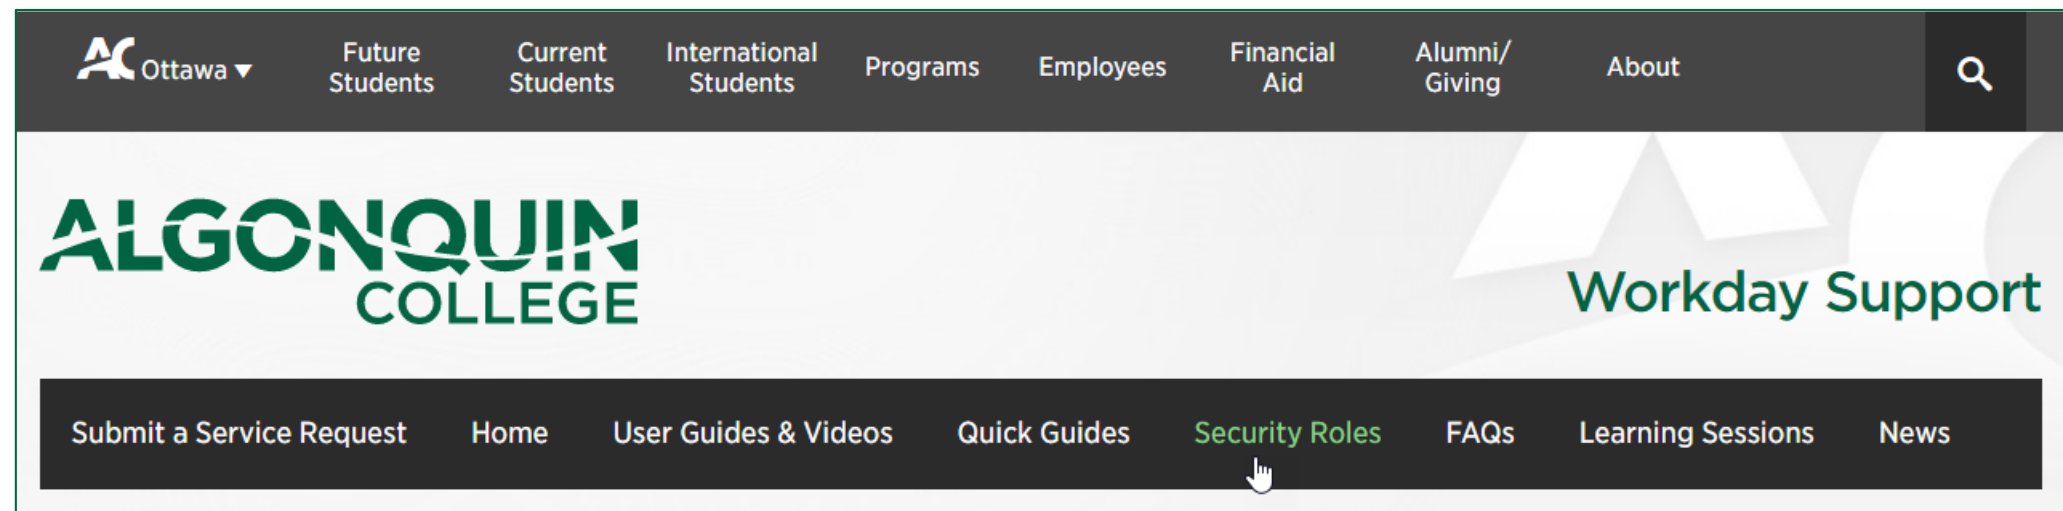 AC Ottawa
Future Students
Current Students
International Students
Programs
Employees
Financial Aid
Alumni/ Giving
About
ALGONQUIN
COLLEGE
Workday Support
Submit a Service Request
Home
User Guides & Videos
Quick Guides
Security Roles
FAQs
Learning Sessions
News